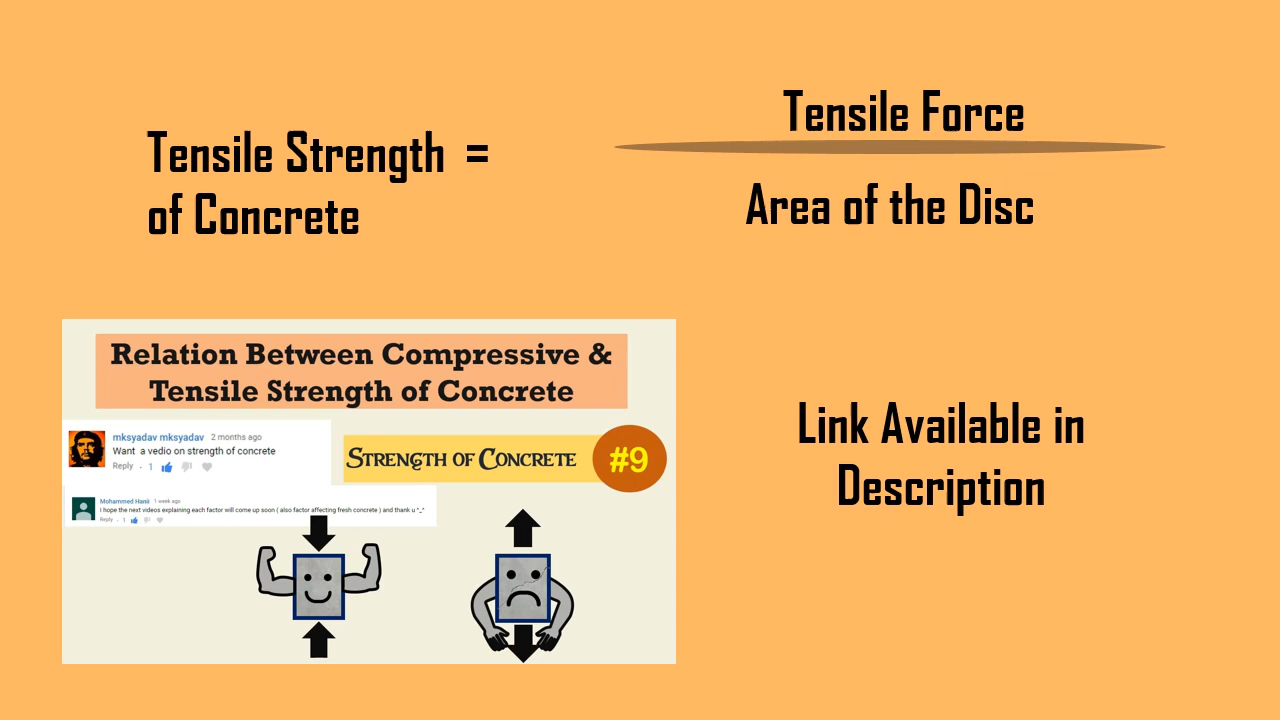 Tensile Strength =
of Concrete
Tensile Force
Area of the Disc
Relation Between Compressive &
Tensile Strength of Concrete
mksyadav mksyadav 2 months ago
Want a vedio on strength of concrete
Reply · 1
Strength of Concrete #9
Mohammed Hanii 1 week ago
I hope the next videos explaining each factor will come up soon ( also factor affecting fresh concrete ) and thank u ^_^
Reply · 1
Link Available in
Description